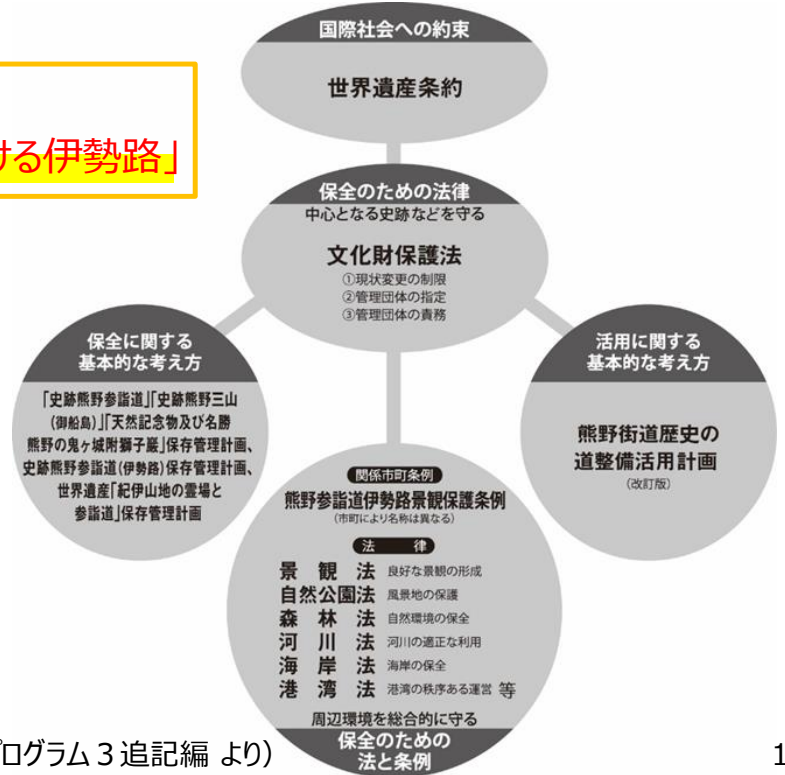 国際社会への約束
世界遺産条約
ける伊勢路」
保全のための法律
中心となる史跡などを守る
文化財保護法
①現状変更の制限
②管理団体の指定
③管理団体の責務
保全に関する
基本的な考え方
「史跡熊野参詣道」「史跡熊野三山
(御船島)」「天然記念物及び名勝
熊野の鬼ヶ城附獅子巖」保存管理計画、
史跡熊野参詣道(伊勢路)保存管理計画、
世界遺産「紀伊山地の霊場と
参詣道」保存管理計画
活用に関する
基本的な考え方
熊野街道歴史の
道整備活用計画
(改訂版)
関係市町条例
熊野参詣道伊勢路景観保護条例
(市町により名称は異なる)
法 律
景観法 良好な景観の形成
自然公園法 風景地の保護
森林法 自然環境の保全
河川法 河川の適正な利用
海岸法 海岸の保全
港湾法 港湾の秩序ある運営 等
周辺環境を総合的に守る
保全のための
法と条例
プログラム3追記編 より)
1